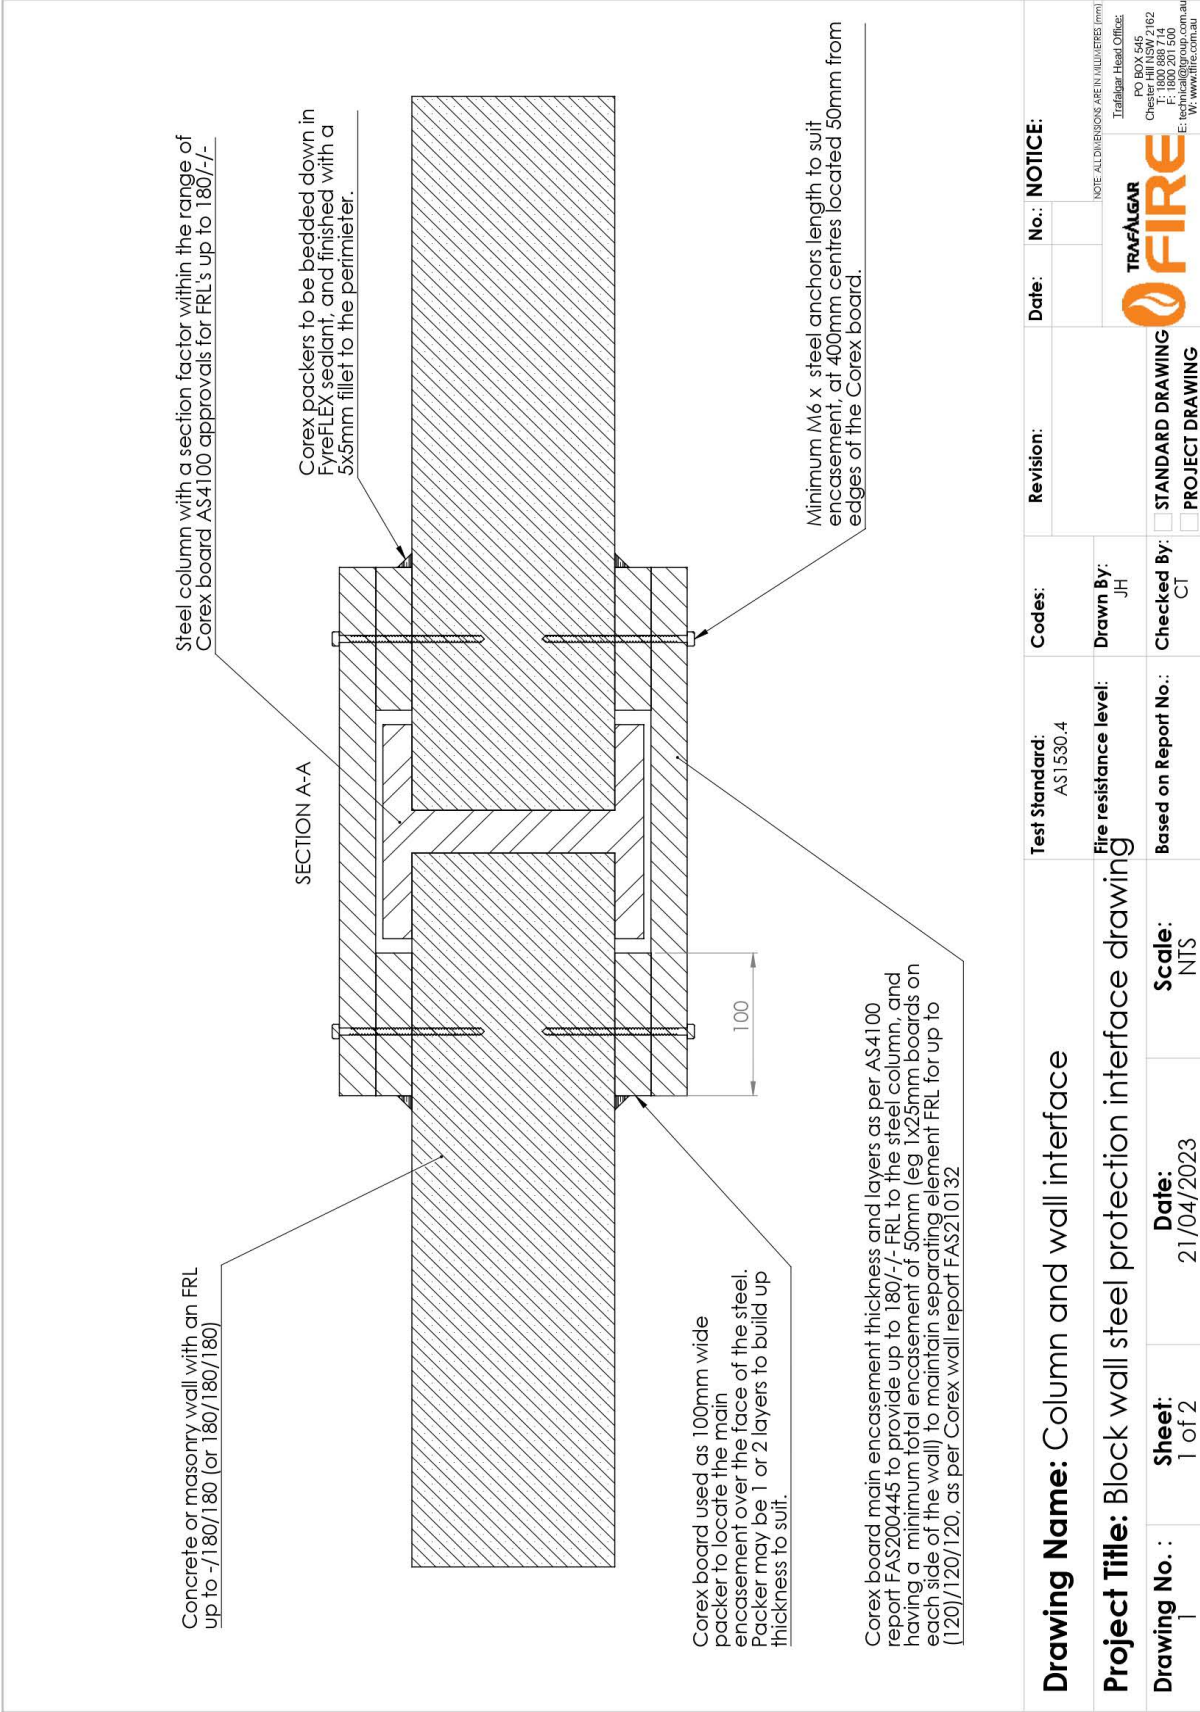 Concrete or masonry wall with an FRL
up to -/180/180 (or 180/180/180)
Steel column with a section factor within the range of
Corex board AS4100 approvals for FRL's up to 180/-/-
SECTION A-A
Corex packers to be bedded down in
FyreFLEX sealant, and finished with a
5x5mm fillet to the perimieter.
100
Corex board used as 100mm wide
packer to locate the main
encasement over the face of the steel.
Packer may be 1 or 2 layers to build up
thickness to suit.
Minimum M6 x steel anchors length to suit
encasement, at 400mm centres located 50mm from
edges of the Corex board.
Corex board main encasement thickness and layers as per AS4100
report FAS200445 to provide up to 180/-/- FRL to the steel column, and
having a minimum total encasement of 50mm (eg 1x25mm boards on
each side of the wall) to maintain separating element FRL for up to
(120)/120/120, as per Corex wall report FAS210132
Drawing Name: Column and wall interface
Project Title: Block wall steel protection interface drawing
Drawing No. :
1
Sheet:
1 of 2
Date:
21/04/2023
Scale:
NTS
Test Standard:
AS1530.4
Codes:
Revision:
Date:
No.:
NOTICE:
Fire resistance level:
Drawn By:
JH
Based on Report No.:
Checked By:
CT
STANDARD DRAWING
PROJECT DRAWING
NOTE: ALL DIMENSIONS ARE IN MILLIMETRES (mm)
TRAFALGAR
FIRE
Trafalgar Head Office:
PO BOX 545
Chester Hill NSW 2162
T: 1800 888 714
F: 1800 201 500
E: technical@tgroup.com.au
W: www.tfire.com.au